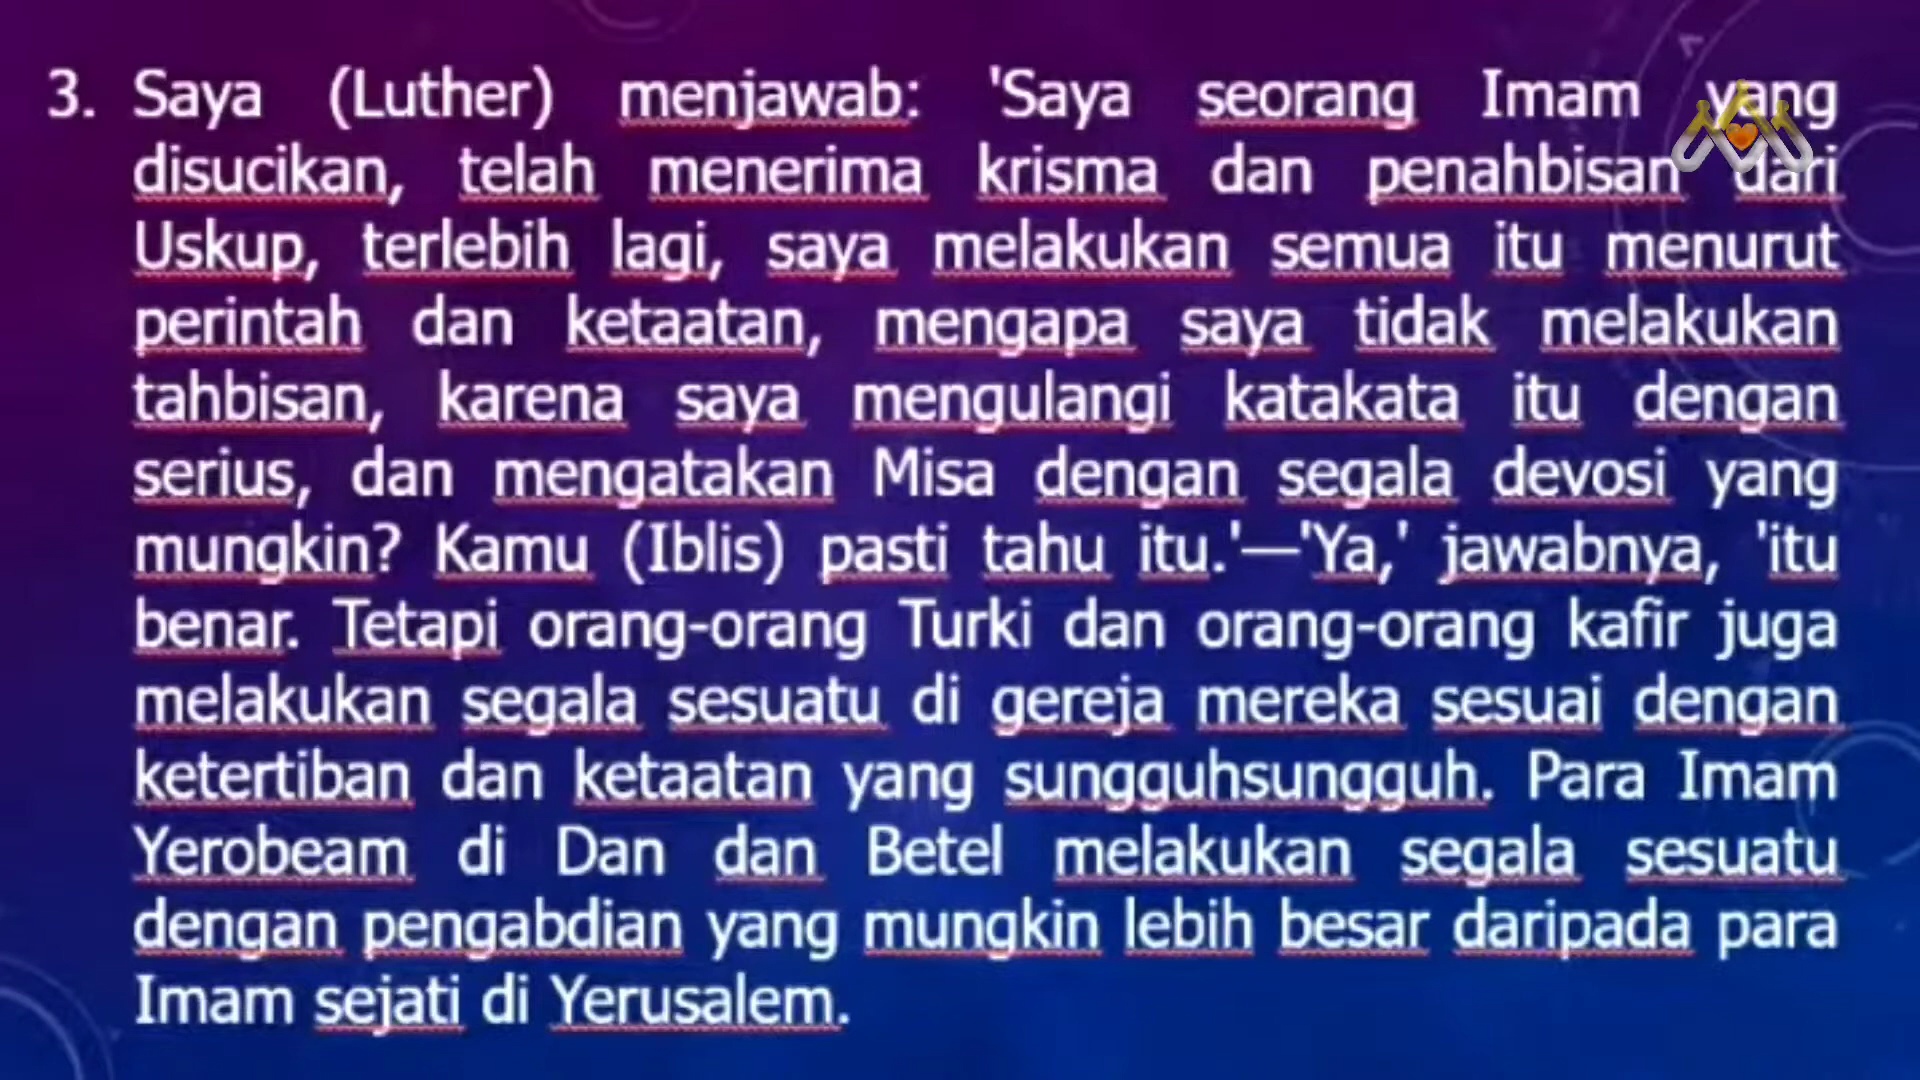 3. Saya (Luther) menjawab: 'Saya seorang Imam yang
disucikan, telah menerima krisma dan penahbisan dari
Uskup, terlebih lagi, saya melakukan semua itu menurut
perintah dan ketaatan, mengapa saya tidak melakukan
tahbisan, karena saya mengulangi katakata itu dengan
serius, dan mengatakan Misa dengan segala devosi yang
mungkin? Kamu (Iblis) pasti tahu itu.'—'Ya,' jawabnya, 'itu
benar. Tetapi orang-orang Turki dan orang-orang kafir juga
melakukan segala sesuatu di gereja mereka sesuai dengan
ketertiban dan ketaatan yang sungguhsungguh. Para Imam
Yerobeam di Dan dan Betel melakukan segala sesuatu
dengan pengabdian yang mungkin lebih besar daripada para
Imam sejati di Yerusalem.